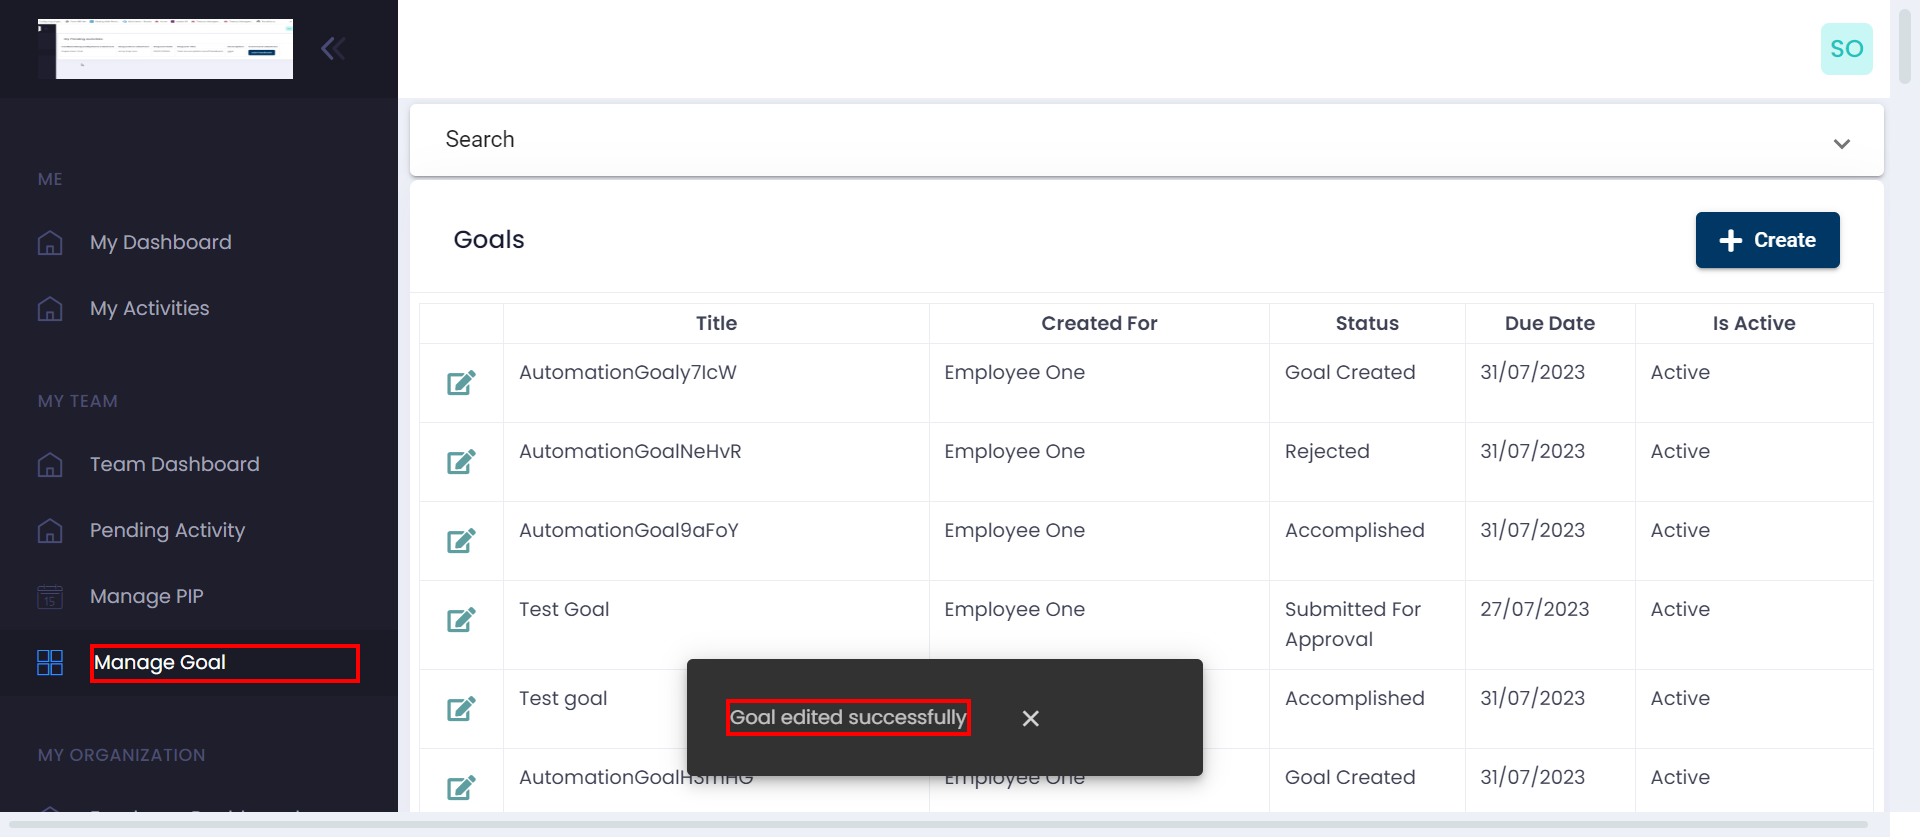 SO
ME
My Dashboard
My Activities
MY TEAM
Team Dashboard
Pending Activity
15
Manage PIP
Manage Goal
MY ORGANIZATION
Search
Goals
Create
Title Created For Status Due Date Is Active
AutomationGoaly7IcW Employee One Goal Created 31/07/2023 Active
AutomationGoalNeHvR Employee One Rejected 31/07/2023 Active
AutomationGoal9aFoY Employee One Accomplished 31/07/2023 Active
Test Goal Employee One Submitted For 27/07/2023 Active
Approval
Test goal Accomplished 31/07/2023 Active
Goal edited successfully
Employee One Goal Created 31/07/2023 Active